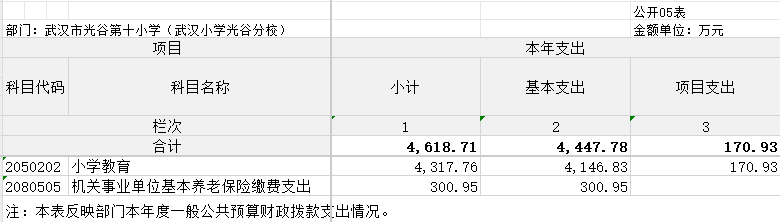 公开05表
部门：武汉市光谷第十小学（武汉小学光谷分校） 金额单位：万元
项目 本年支出
科目代码 科目名称 小计 基本支出 项目支出
栏次 1 2 3
合计 4,618.71 4,447.78 170.93
2050202 小学教育 4,317.76 4,146.83 170.93
2080505 机关事业单位基本养老保险缴费支出 300.95 300.95
注：本表反映部门本年度一般公共预算财政拨款支出情况。